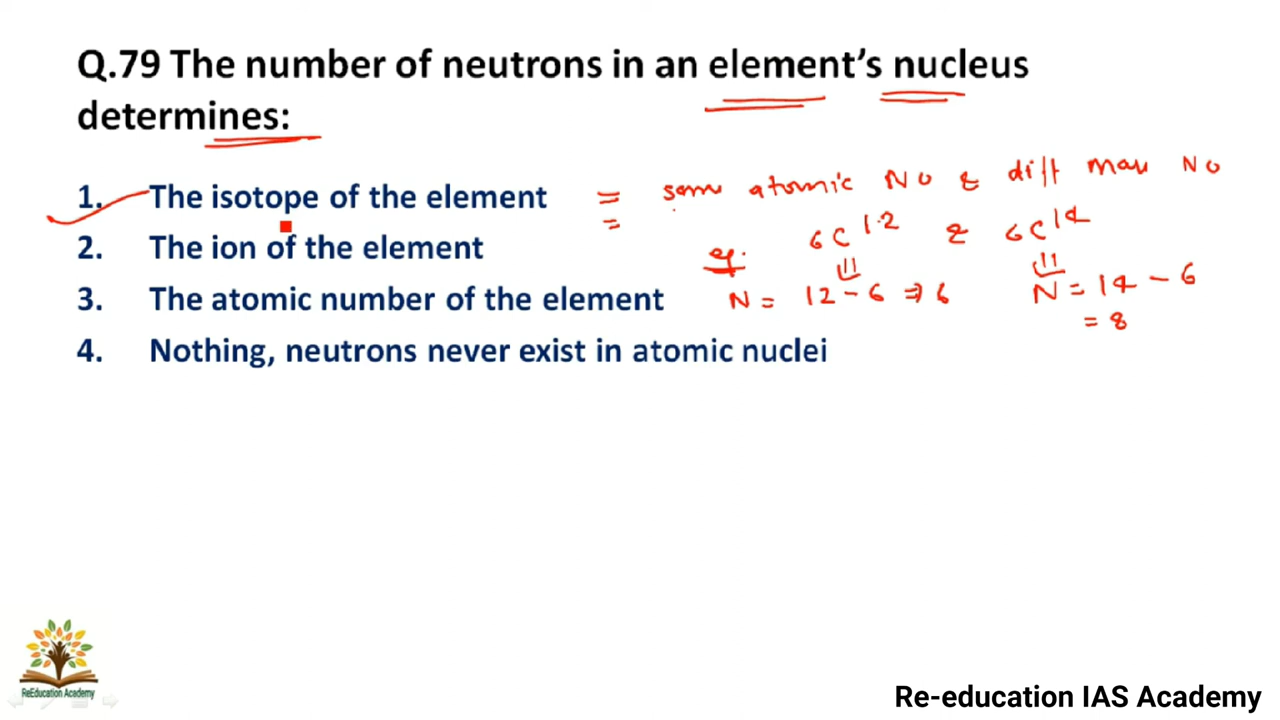 Q.79 The number of neutrons in an element's nucleus
determines:
1. The isotope of the element
= same atomic No & diff mass No
2. The ion of the element
eg. 6C12 & 6C14
3. The atomic number of the element
N = 12 - 6 ⇒ 6
N = 14 - 6
= 8
4. Nothing, neutrons never exist in atomic nuclei
ReEducation Academy
Re-education IAS Academy